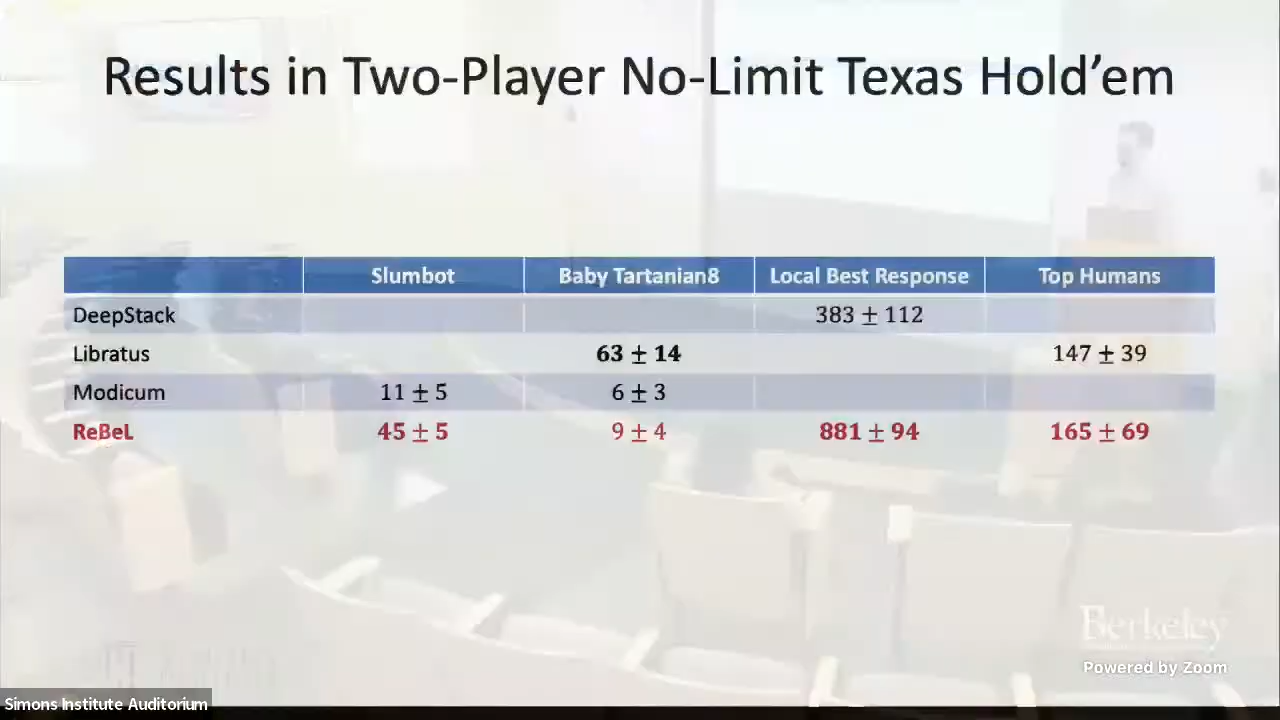 Results in Two-Player No-Limit Texas Hold’em
Slumbot Baby Tartanian8 Local Best Response Top Humans
DeepStack 383 ± 112
Libratus 63 ± 14 147 ± 39
Modicum 11 ± 5 6 ± 3
ReBeL 45 ± 5 9 ± 4 881 ± 94 165 ± 69
Berkeley
Powered by Zoom
Simons Institute Auditorium